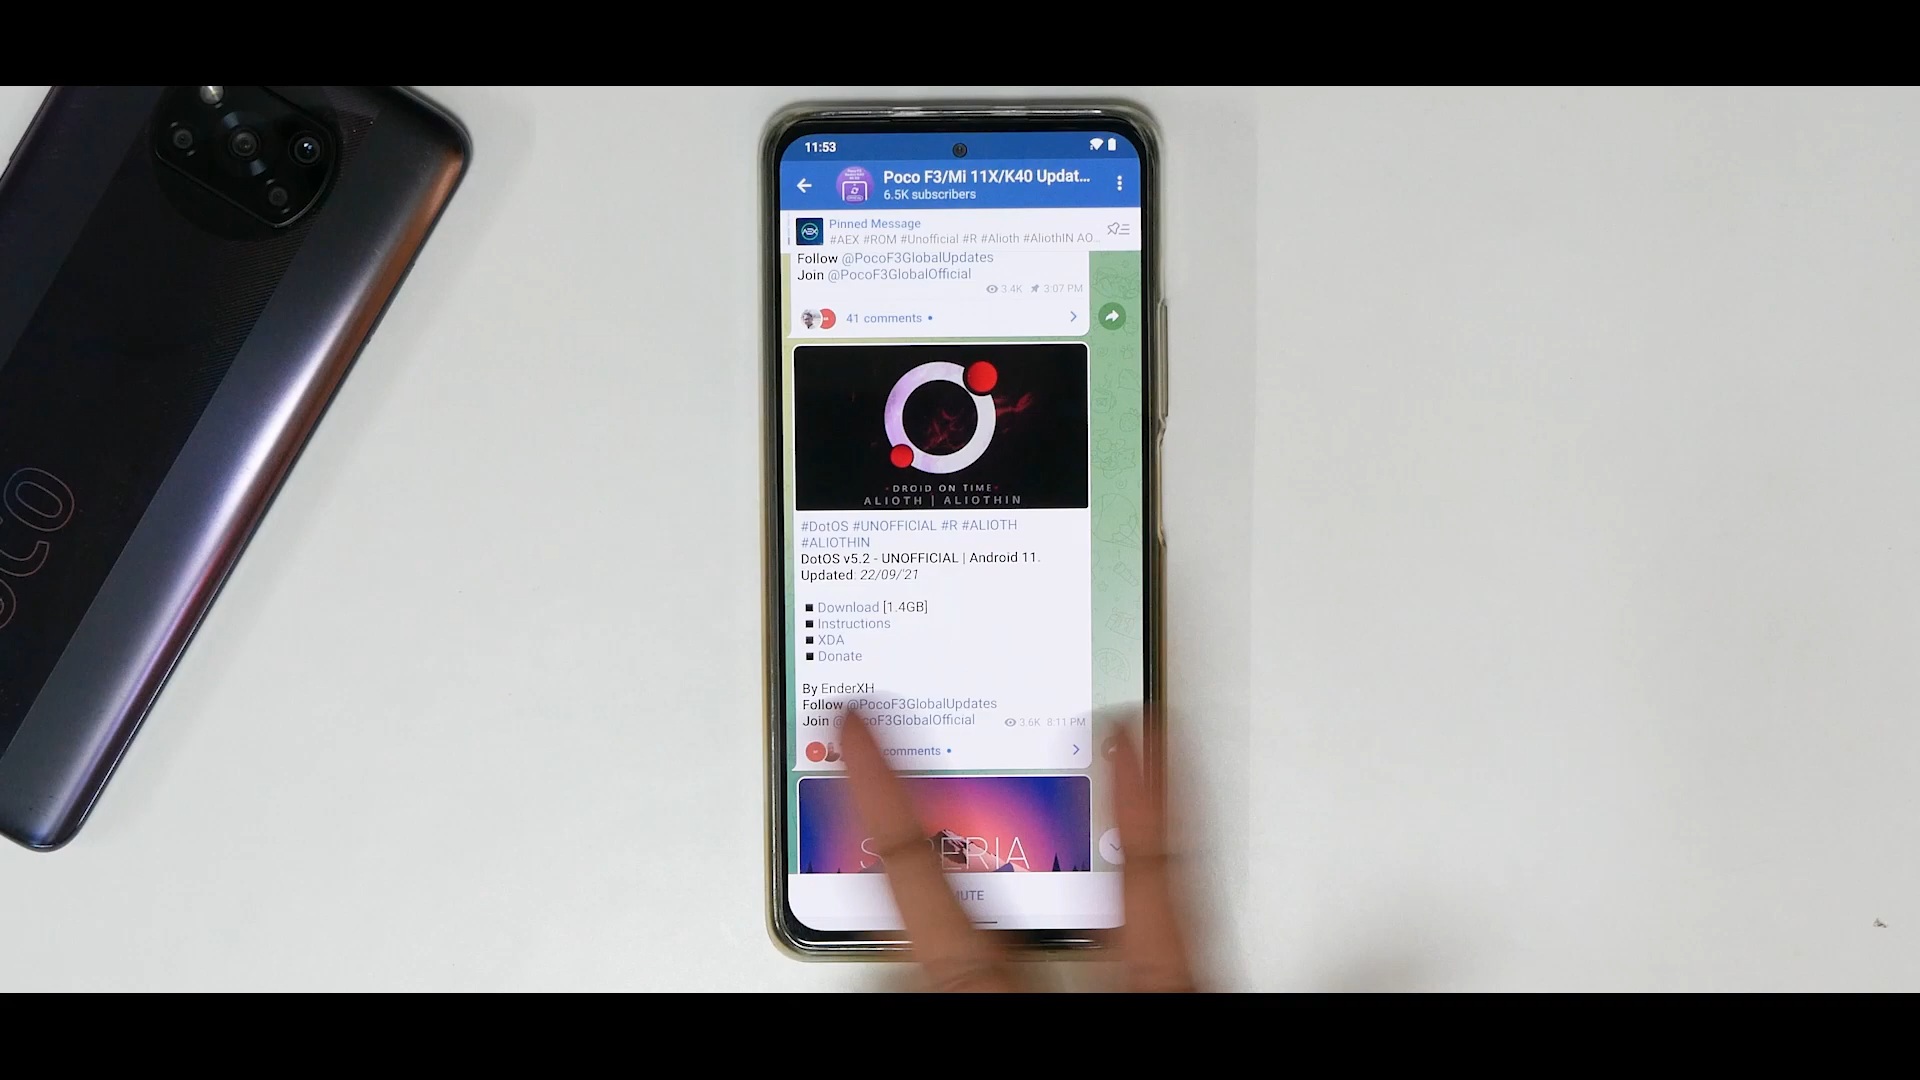 11:53
Poco F3/Mi 11X/K40 Updat...
6.5K subscribers
Pinned Message
#AEX #ROM #Unofficial #R #Alioth #AliothIN AO...
Follow @PocoF3GlobalUpdates
Join @PocoF3GlobalOfficial
3.4K 3:07 PM
41 comments
DROID ON TIME
ALIOTH | ALIOTHIN
#DotOS #UNOFFICIAL #R #ALIOTH
#ALIOTHIN
DotOS v5.2 - UNOFFICIAL | Android 11.
Updated: 22/09/'21
Download [1.4GB]
Instructions
XDA
Donate
By EnderXH
Follow @PocoF3GlobalUpdates
Join @PocoF3GlobalOfficial
3.6K 8:11 PM
comments